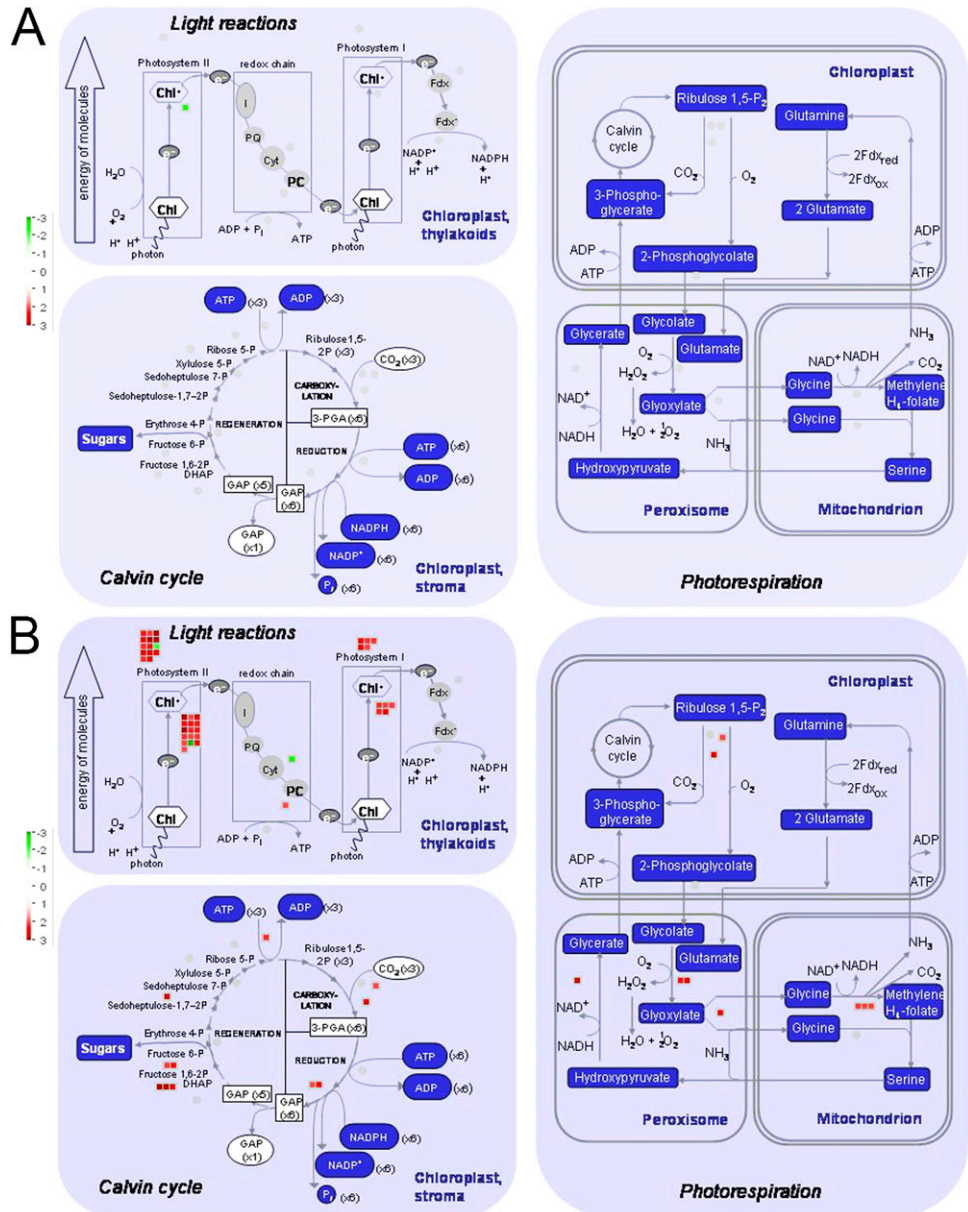 A
Light reactions
energy of molecules
Photosystem II
redox chain
Photosystem I
e⁻
Chl*
I
PQ
Cyt
PC
e⁻
Chl
H₂O
+ O₂
H⁺ H⁺
photon
ADP + Pᵢ
ATP
e⁻
Chl*
e⁻
Chl
photon
e⁻
Fdx
Fdx*
NADP⁺
+
H⁺ H⁺
NADPH
+
H⁺
Chloroplast,
thylakoids
-3
-2
-1
0
1
2
3
ATP (x3)
ADP (x3)
Ribulose1,5-
2P (x3)
CO₂(x3)
Ribose 5-P
Xylulose 5-P
Sedoheptulose 7-P
Sedoheptulose-1,7–2P
CARBOXY-
LATION
3-PGA(x6)
Erythrose 4-P
REGENERATION
Sugars
Fructose 6-P
REDUCTION
ATP (x6)
ADP (x6)
Fructose 1,6-2P
DHAP
GAP (x5)
GAP
(x6)
GAP
(x1)
NADPH (x6)
NADP⁺ (x6)
Pᵢ (x6)
Calvin cycle
Chloroplast,
stroma
Chloroplast
Ribulose 1,5-P₂
Glutamine
Calvin
cycle
CO₂
O₂
2Fdx red
2Fdx ox
3-Phospho-
glycerate
2 Glutamate
ADP
ATP
2-Phosphoglycolate
ADP
ATP
Glycerate
Glycolate
Glutamate
O₂
H₂O₂
NH₃
CO₂
NAD⁺
NADH
Glyoxylate
Glycine
Methylene
H₄-folate
NAD⁺
NADH
H₂O + ½O₂
NH₃
Glycine
Hydroxypyruvate
Serine
Peroxisome
Mitochondrion
Photorespiration
B
Light reactions
energy of molecules
Photosystem II
redox chain
Photosystem I
e⁻
Chl*
I
PQ
Cyt
PC
e⁻
Chl
H₂O
+ O₂
H⁺ H⁺
photon
ADP + Pᵢ
ATP
e⁻
Chl*
e⁻
Chl
photon
e⁻
Fdx
Fdx*
NADP⁺
+
H⁺ H⁺
NADPH
+
H⁺
Chloroplast,
thylakoids
-3
-2
-1
0
1
2
3
ATP (x3)
ADP (x3)
Ribulose1,5-
2P (x3)
CO₂(x3)
Ribose 5-P
Xylulose 5-P
Sedoheptulose 7-P
Sedoheptulose-1,7–2P
CARBOXY-
LATION
3-PGA(x6)
Erythrose 4-P
REGENERATION
Sugars
Fructose 6-P
REDUCTION
ATP (x6)
ADP (x6)
Fructose 1,6-2P
DHAP
GAP (x5)
GAP
(x6)
GAP
(x1)
NADPH (x6)
NADP⁺ (x6)
Pᵢ (x6)
Calvin cycle
Chloroplast,
stroma
Chloroplast
Ribulose 1,5-P₂
Glutamine
Calvin
cycle
CO₂
O₂
2Fdx red
2Fdx ox
3-Phospho-
glycerate
2 Glutamate
ADP
ATP
2-Phosphoglycolate
ADP
ATP
Glycerate
Glycolate
Glutamate
O₂
H₂O₂
NH₃
CO₂
NAD⁺
NADH
Glyoxylate
Glycine
Methylene
H₄-folate
NAD⁺
NADH
H₂O + ½O₂
NH₃
Glycine
Hydroxypyruvate
Serine
Peroxisome
Mitochondrion
Photorespiration